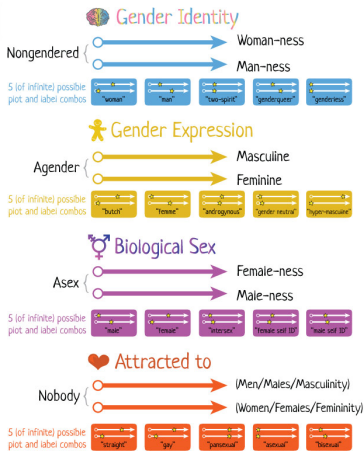 Gender Identity
Nongendered
Woman-ness
Man-ness
5 (of infinite) possible
plot and label combos
"woman" "man" "two-spirit" "genderqueer" "genderless"
Gender Expression
Agender
Masculine
Feminine
5 (of infinite) possible
plot and label combos
"butch" "femme" "androgynous" "gender neutral" "hyper-masculine"
Biological Sex
Asex
Female-ness
Male-ness
5 (of infinite) possible
plot and label combos
"male" "female" "intersex" "female self ID" "male self ID"
Attracted to
Nobody
(Men/Males/Masculinity)
(Women/Females/Femininity)
5 (of infinite) possible
plot and label combos
"straight" "gay" "pansexual" "asexual" "bisexual"